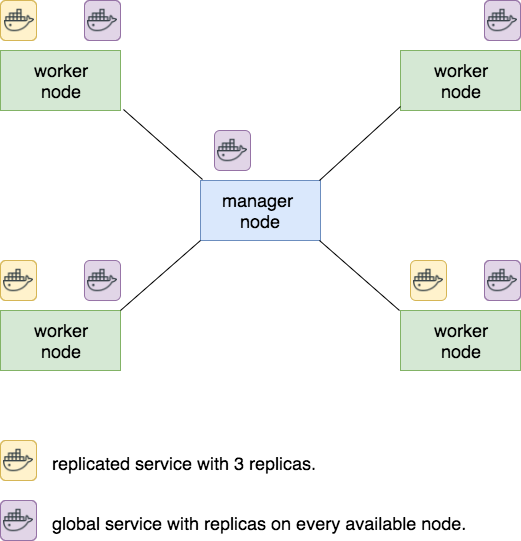 worker
node
worker
node
manager
node
worker
node
worker
node
replicated service with 3 replicas.
global service with replicas on every available node.